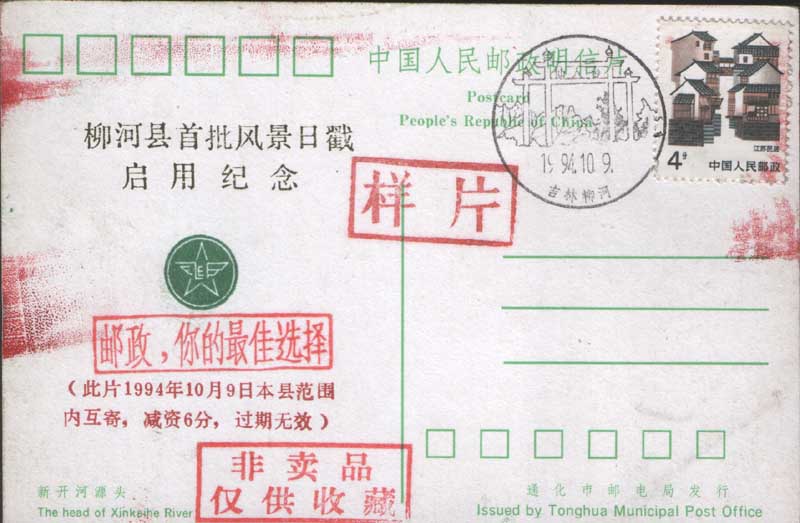 中国人民邮政明信片
Postcard
People's Republic of China
柳河县首批风景日戳
启用纪念
1994.10.9.
吉林柳河
江苏民居
4分
中国人民邮政
样片
邮政，你的最佳选择
（此片1994年10月9日本县范围
内互寄，减资6分，过期无效）
非卖品
仅供收藏
新开河源头
The head of Xinkeihe River
通化市邮电局发行
Issued by Tonghua Municipal Post Office